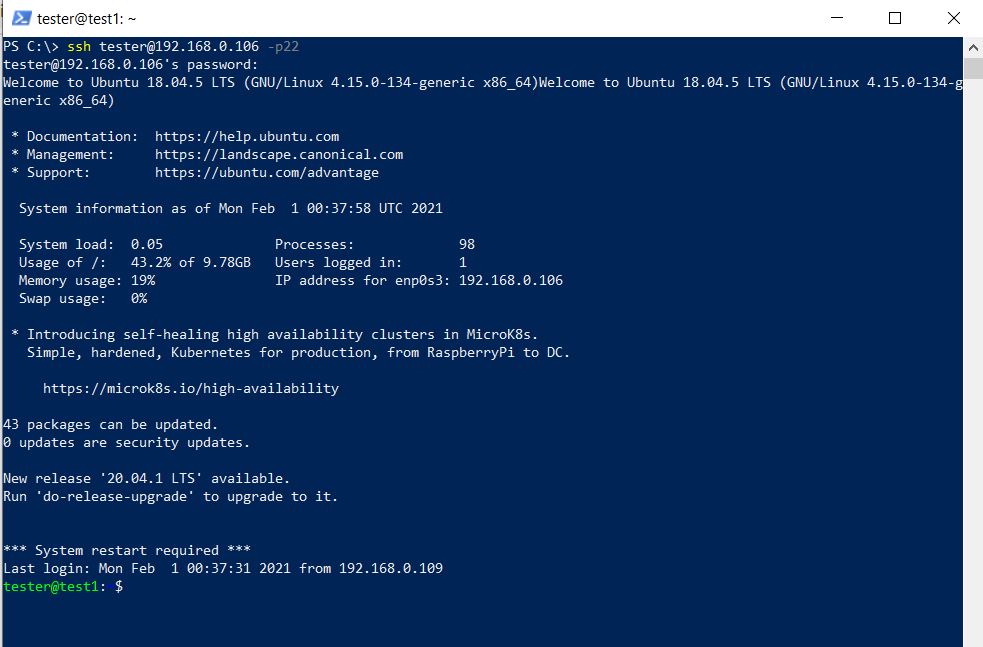 tester@test1: ~
PS C:\> ssh tester@192.168.0.106 -p22
tester@192.168.0.106's password:
Welcome to Ubuntu 18.04.5 LTS (GNU/Linux 4.15.0-134-generic x86_64)Welcome to Ubuntu 18.04.5 LTS (GNU/Linux 4.15.0-134-g
eneric x86_64)
* Documentation:  https://help.ubuntu.com
* Management:     https://landscape.canonical.com
* Support:        https://ubuntu.com/advantage
System information as of Mon Feb  1 00:37:58 UTC 2021
System load:  0.05              Processes:             98
Usage of /:   43.2% of 9.78GB   Users logged in:       1
Memory usage: 19%               IP address for enp0s3: 192.168.0.106
Swap usage:   0%
* Introducing self-healing high availability clusters in MicroK8s.
Simple, hardened, Kubernetes for production, from RaspberryPi to DC.
https://microk8s.io/high-availability
43 packages can be updated.
0 updates are security updates.
New release '20.04.1 LTS' available.
Run 'do-release-upgrade' to upgrade to it.
*** System restart required ***
Last login: Mon Feb  1 00:37:31 2021 from 192.168.0.109
tester@test1: $